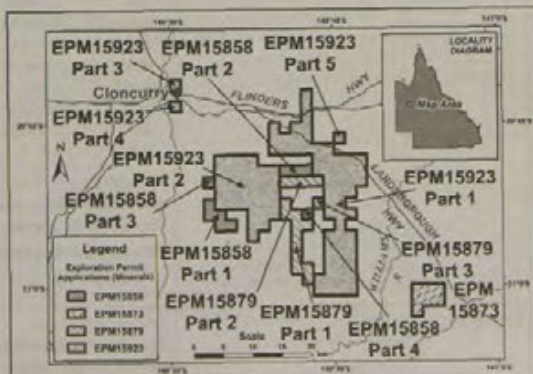 EPM15923
Part 3
EPM15858
Part 2
EPM15923
Part 5
LOCALITY
DIAGRAM
Map Area
Cloncurry
FLINDERS
HWY
EPM15923
Part 4
N
EPM15923
Part 2
EPM15858
Part 3
LANDSBOROUGH
HWY
EPM15923
Part 1
EPM15858
Part 1
EPM15879
Part 3
EPM15879
Part 2
EPM15879
Part 1
EPM15858
Part 4
EPM
15873
Legend
Exploration Permit
Applications (Minerals)
EPM15858
EPM15873
EPM15879
EPM15923
Scale